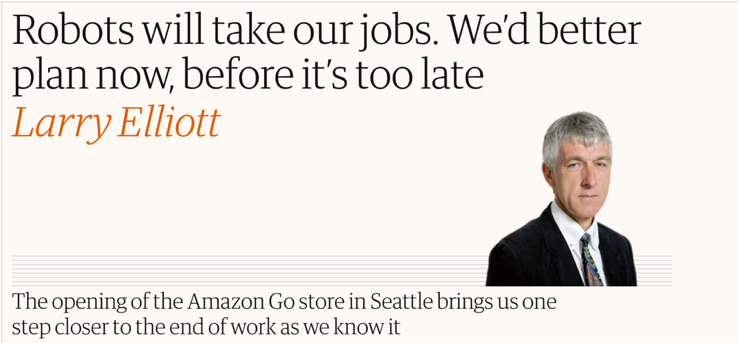 Robots will take our jobs. We’d better
plan now, before it’s too late
Larry Elliott
The opening of the Amazon Go store in Seattle brings us one
step closer to the end of work as we know it